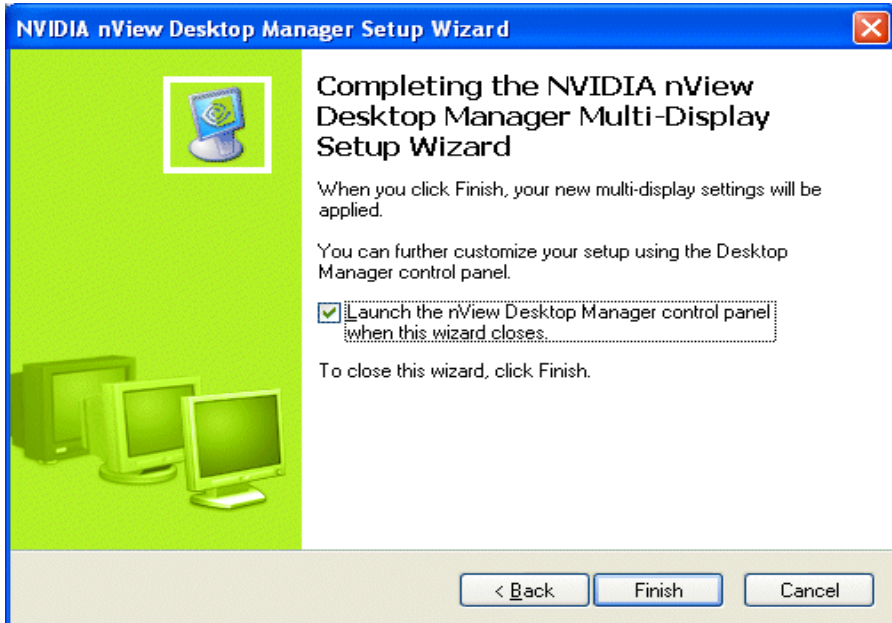 NVIDIA nView Desktop Manager Setup Wizard
Completing the NVIDIA nView
Desktop Manager Multi-Display
Setup Wizard
When you click Finish, your new multi-display settings will be
applied.
You can further customize your setup using the Desktop
Manager control panel.
Launch the nView Desktop Manager control panel
when this wizard closes.
To close this wizard, click Finish.
< Back Finish Cancel